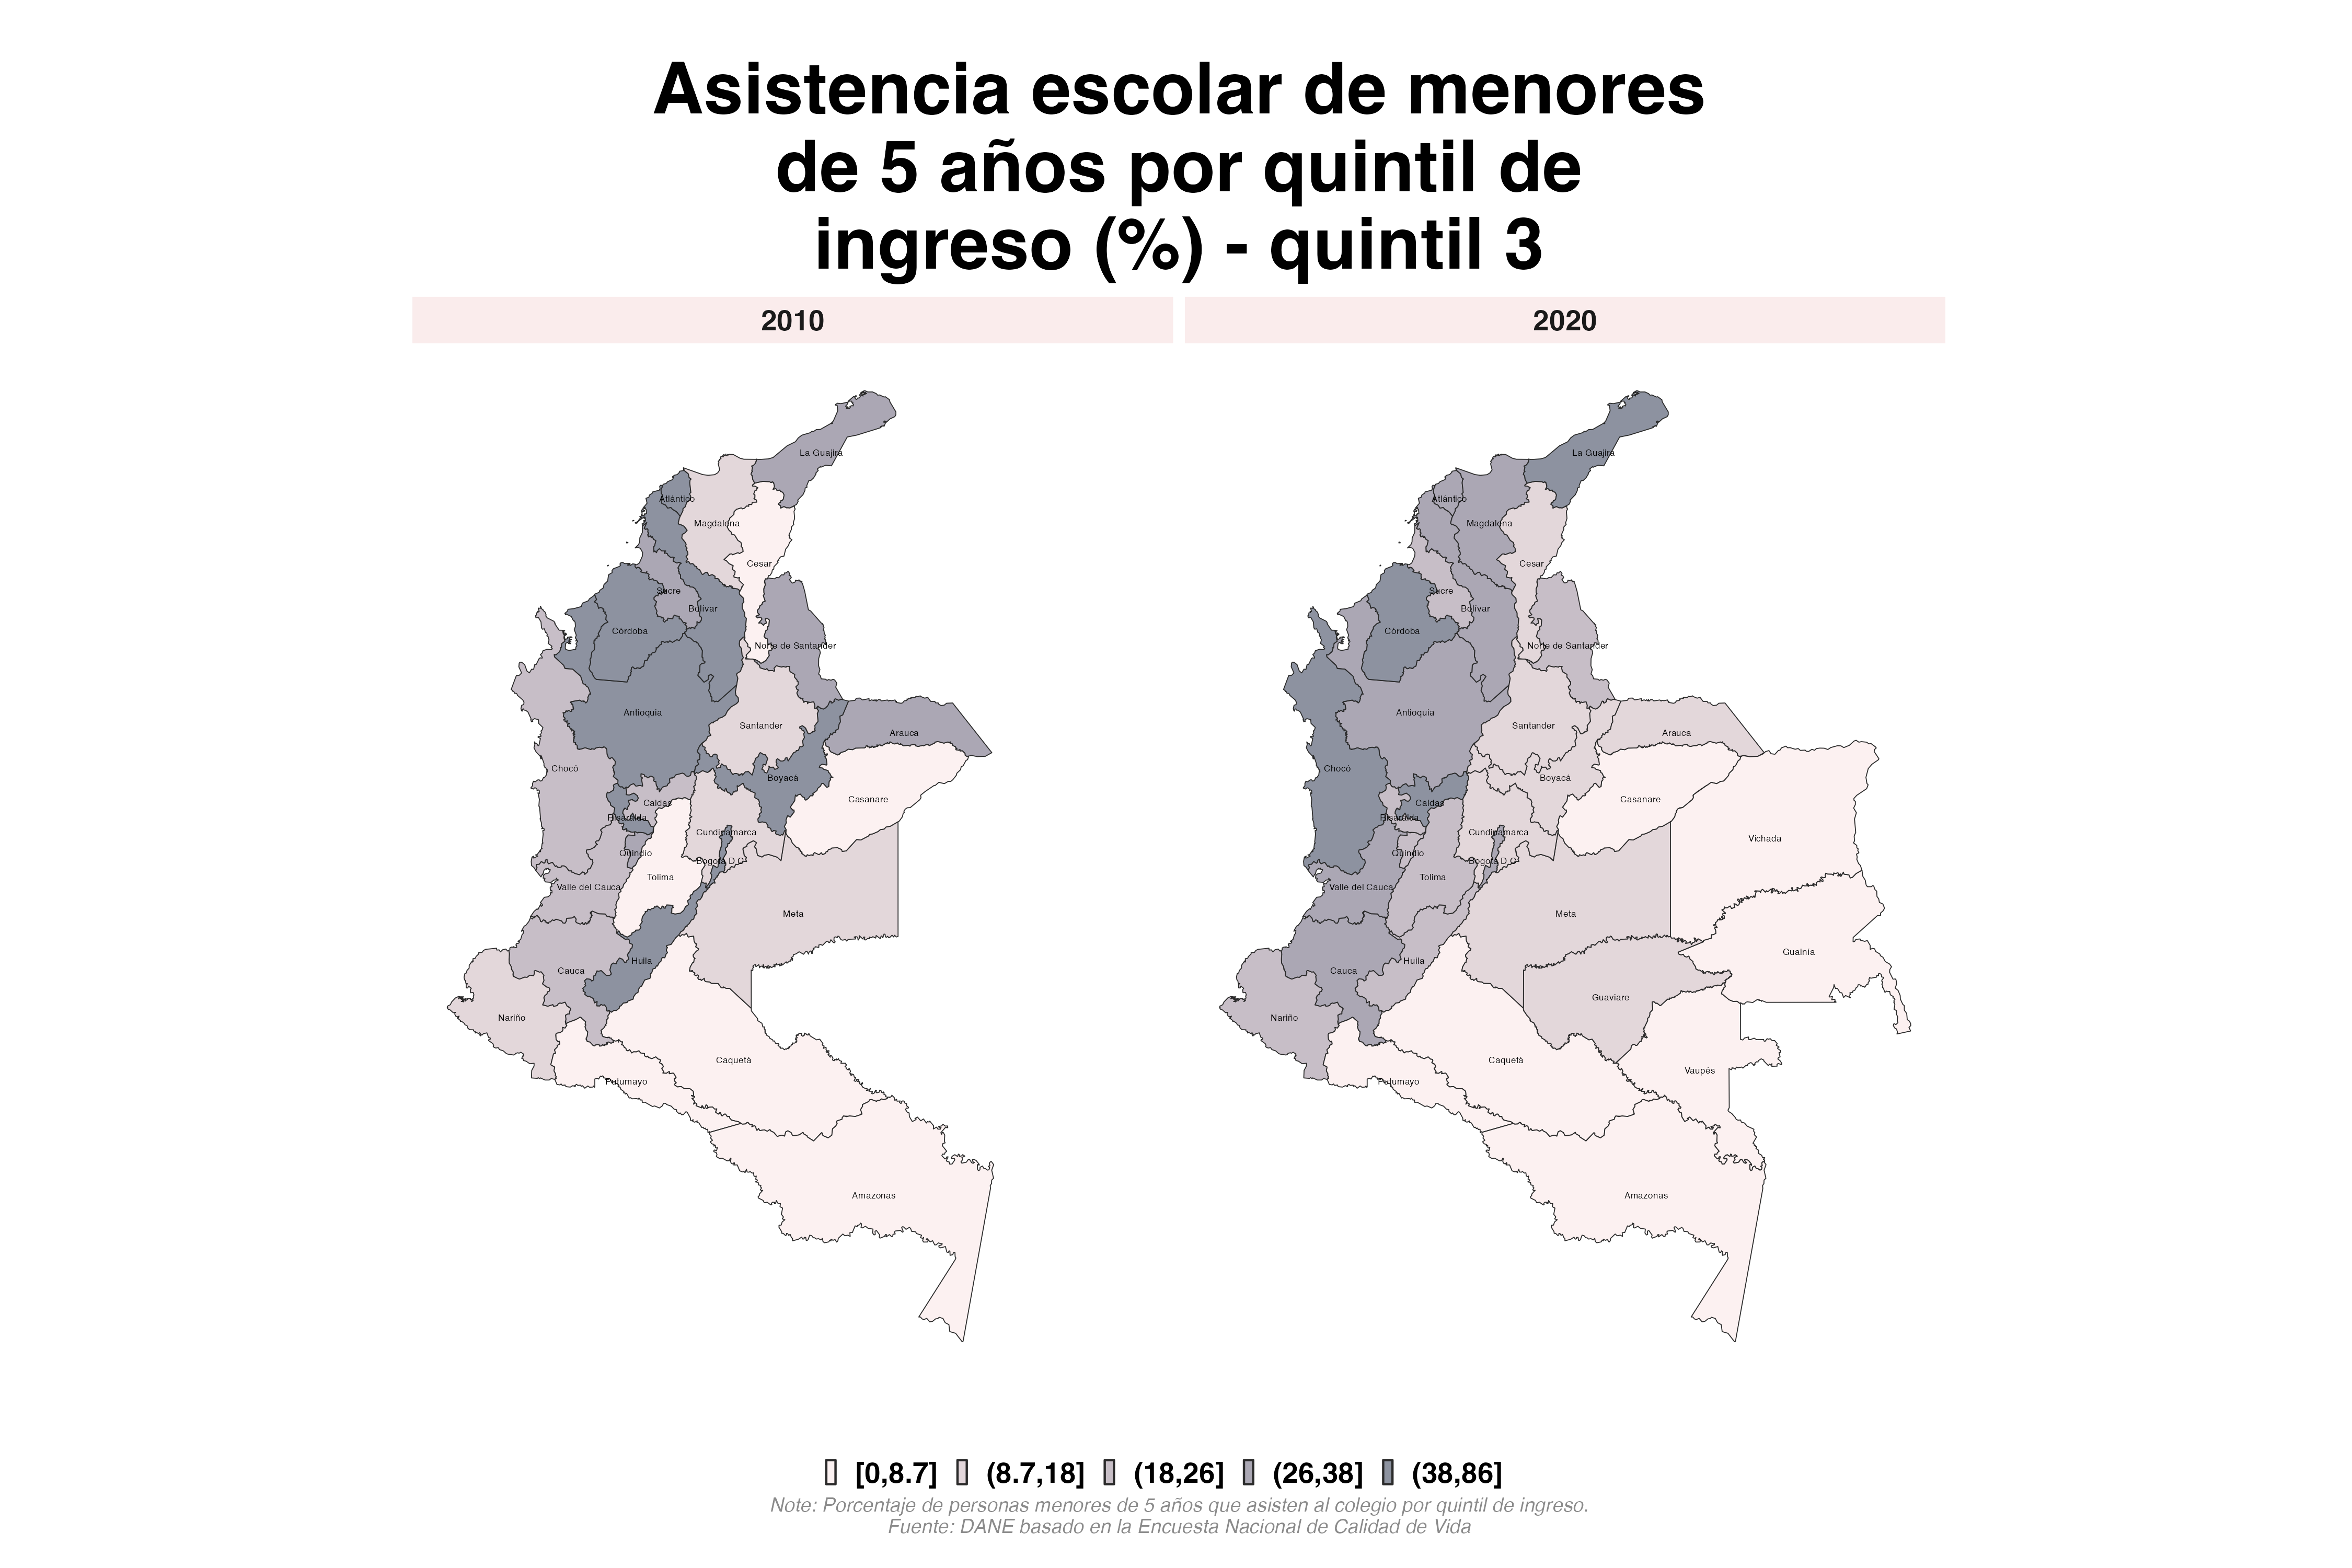 Asistencia escolar de menores
de 5 años por quintil de
ingreso (%) - quintil 3
2010
2020
La Guajira
Atlántico
Magdalena
Cesar
Sucre
Bolívar
Córdoba
Norte de Santander
Antioquia
Santander
Arauca
Chocó
Boyacá
Casanare
Caldas
Risaralda
Cundinamarca
Quindío
Bogotá D.C.
Tolima
Valle del Cauca
Meta
Huila
Cauca
Nariño
Caquetá
Putumayo
Amazonas
La Guajira
Atlántico
Magdalena
Cesar
Sucre
Bolívar
Córdoba
Norte de Santander
Antioquia
Santander
Arauca
Chocó
Boyacá
Casanare
Caldas
Risaralda
Cundinamarca
Vichada
Quindío
Bogotá D.C.
Tolima
Valle del Cauca
Meta
Guainía
Huila
Cauca
Guaviare
Nariño
Caquetá
Vaupés
Putumayo
Amazonas
[0,8.7] (8.7,18] (18,26] (26,38] (38,86]
Note: Porcentaje de personas menores de 5 años que asisten al colegio por quintil de ingreso.
Fuente: DANE basado en la Encuesta Nacional de Calidad de Vida